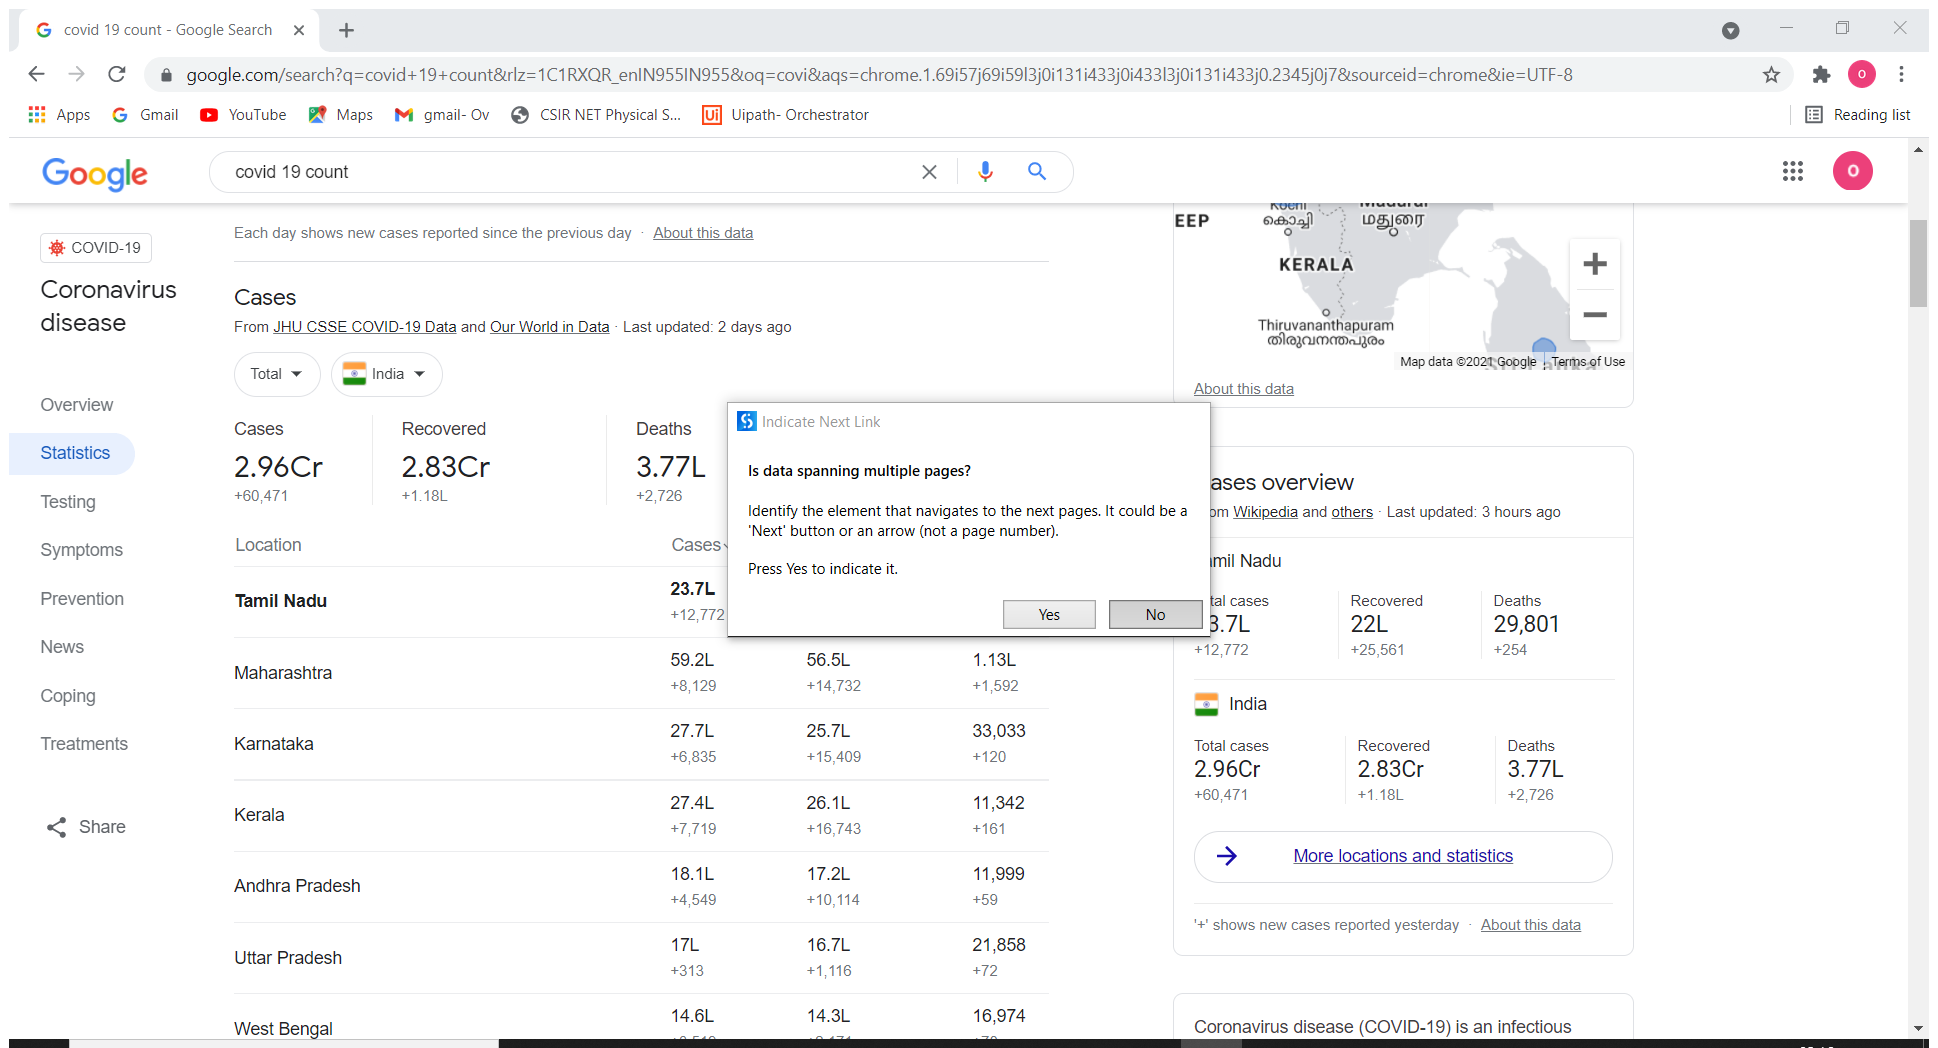 covid 19 count - Google Search
google.com/search?q=covid+19+count&rlz=1C1RXQR_enIN955IN955&oq=covi&aqs=chrome.1.69i57j69i59l3j0i131i433j0i433l3j0i131i433j0.2345j0j7&sourceid=chrome&ie=UTF-8
O
Apps Gmail YouTube Maps gmail- Ov CSIR NET Physical S... Ui Uipath- Orchestrator Reading list
Google covid 19 count O
COVID-19
Coronavirus
disease
Overview
Statistics
Testing
Symptoms
Prevention
News
Coping
Treatments
Share
Each day shows new cases reported since the previous day · About this data
Cases
From JHU CSSE COVID-19 Data and Our World in Data · Last updated: 2 days ago
Total India
Cases Recovered Deaths
2.96Cr 2.83Cr 3.77L
+60,471 +1.18L +2,726
Location Cases
Tamil Nadu 23.7L
+12,772
Maharashtra 59.2L 56.5L 1.13L
+8,129 +14,732 +1,592
Karnataka 27.7L 25.7L 33,033
+6,835 +15,409 +120
Kerala 27.4L 26.1L 11,342
+7,719 +16,743 +161
Andhra Pradesh 18.1L 17.2L 11,999
+4,549 +10,114 +59
Uttar Pradesh 17L 16.7L 21,858
+313 +1,116 +72
West Bengal 14.6L 14.3L 16,974
Indicate Next Link
Is data spanning multiple pages?
Identify the element that navigates to the next pages. It could be a
'Next' button or an arrow (not a page number).
Press Yes to indicate it.
Yes No
EEP
Kochi
കൊച്ചി
Madurai
மதுரை
KERALA
Thiruvananthapuram
തിരുവനന്തപുരം
Map data ©2021 Google Terms of Use
About this data
ases overview
om Wikipedia and others · Last updated: 3 hours ago
mil Nadu
tal cases Recovered Deaths
3.7L 22L 29,801
+12,772 +25,561 +254
India
Total cases Recovered Deaths
2.96Cr 2.83Cr 3.77L
+60,471 +1.18L +2,726
More locations and statistics
'+' shows new cases reported yesterday · About this data
Coronavirus disease (COVID-19) is an infectious